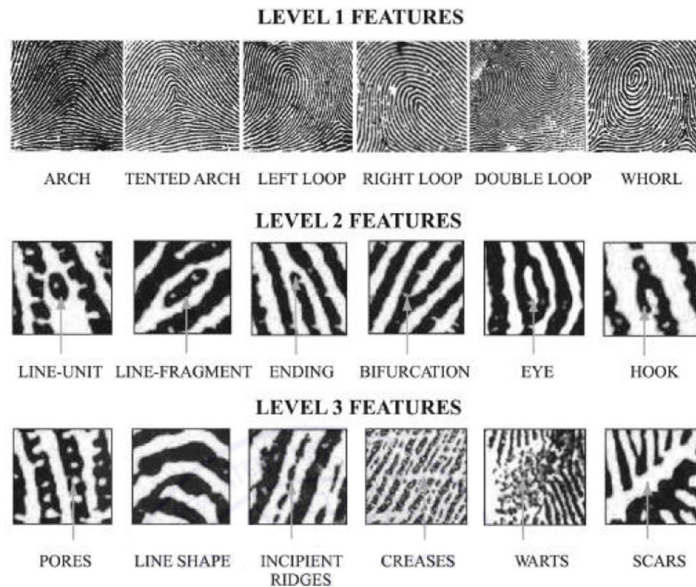 LEVEL 1 FEATURES
ARCH TENTED ARCH LEFT LOOP RIGHT LOOP DOUBLE LOOP WHORL
LEVEL 2 FEATURES
LINE-UNIT LINE-FRAGMENT ENDING BIFURCATION EYE HOOK
LEVEL 3 FEATURES
PORES LINE SHAPE INCIPIENT RIDGES CREASES WARTS SCARS